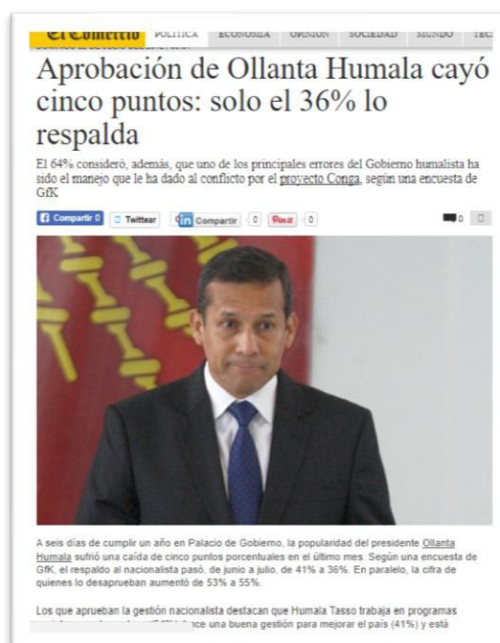 El Comercio POLÍTICA ECONOMÍA OPINIÓN SOCIEDAD MUNDO TEC
Aprobación de Ollanta Humala cayó
cinco puntos: solo el 36% lo
respalda
El 64% consideró, además, que uno de los principales errores del Gobierno humalista ha
sido el manejo que le ha dado al conflicto por el proyecto Conga, según una encuesta de
GfK
Compartir 0 Twittear Compartir 0 Pin it 0 0
A seis días de cumplir un año en Palacio de Gobierno, la popularidad del presidente Ollanta
Humala sufrió una caída de cinco puntos porcentuales en el último mes. Según una encuesta de
GfK, el respaldo al nacionalista pasó, de junio a julio, de 41% a 36%. En paralelo, la cifra de
quienes lo desaprueban aumentó de 53% a 55%.
Los que aprueban la gestión nacionalista destacan que Humala Tasso trabaja en programas
una buena gestión para mejorar el país (41%) y está